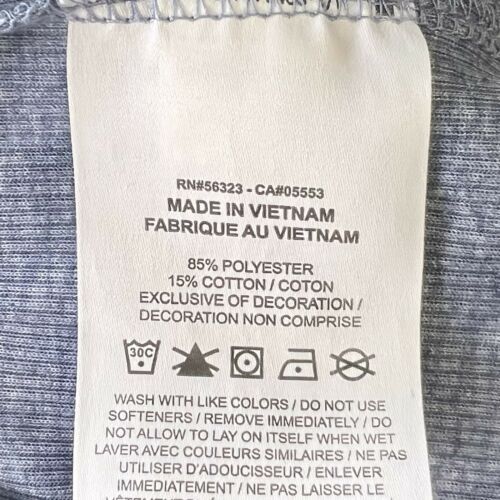 RN#56323 - CA#05553
MADE IN VIETNAM
FABRIQUE AU VIETNAM
85% POLYESTER
15% COTTON / COTON
EXCLUSIVE OF DECORATION /
DECORATION NON COMPRISE
30C
WASH WITH LIKE COLORS / DO NOT USE
SOFTENERS / REMOVE IMMEDIATELY / DO
NOT ALLOW TO LAY ON ITSELF WHEN WET
LAVER AVEC COULEURS SIMILAIRES / NE PAS
UTILISER D'ADOUCISSEUR / ENLEVER
IMMÉDIATEMENT / NE PAS LAISSER LE